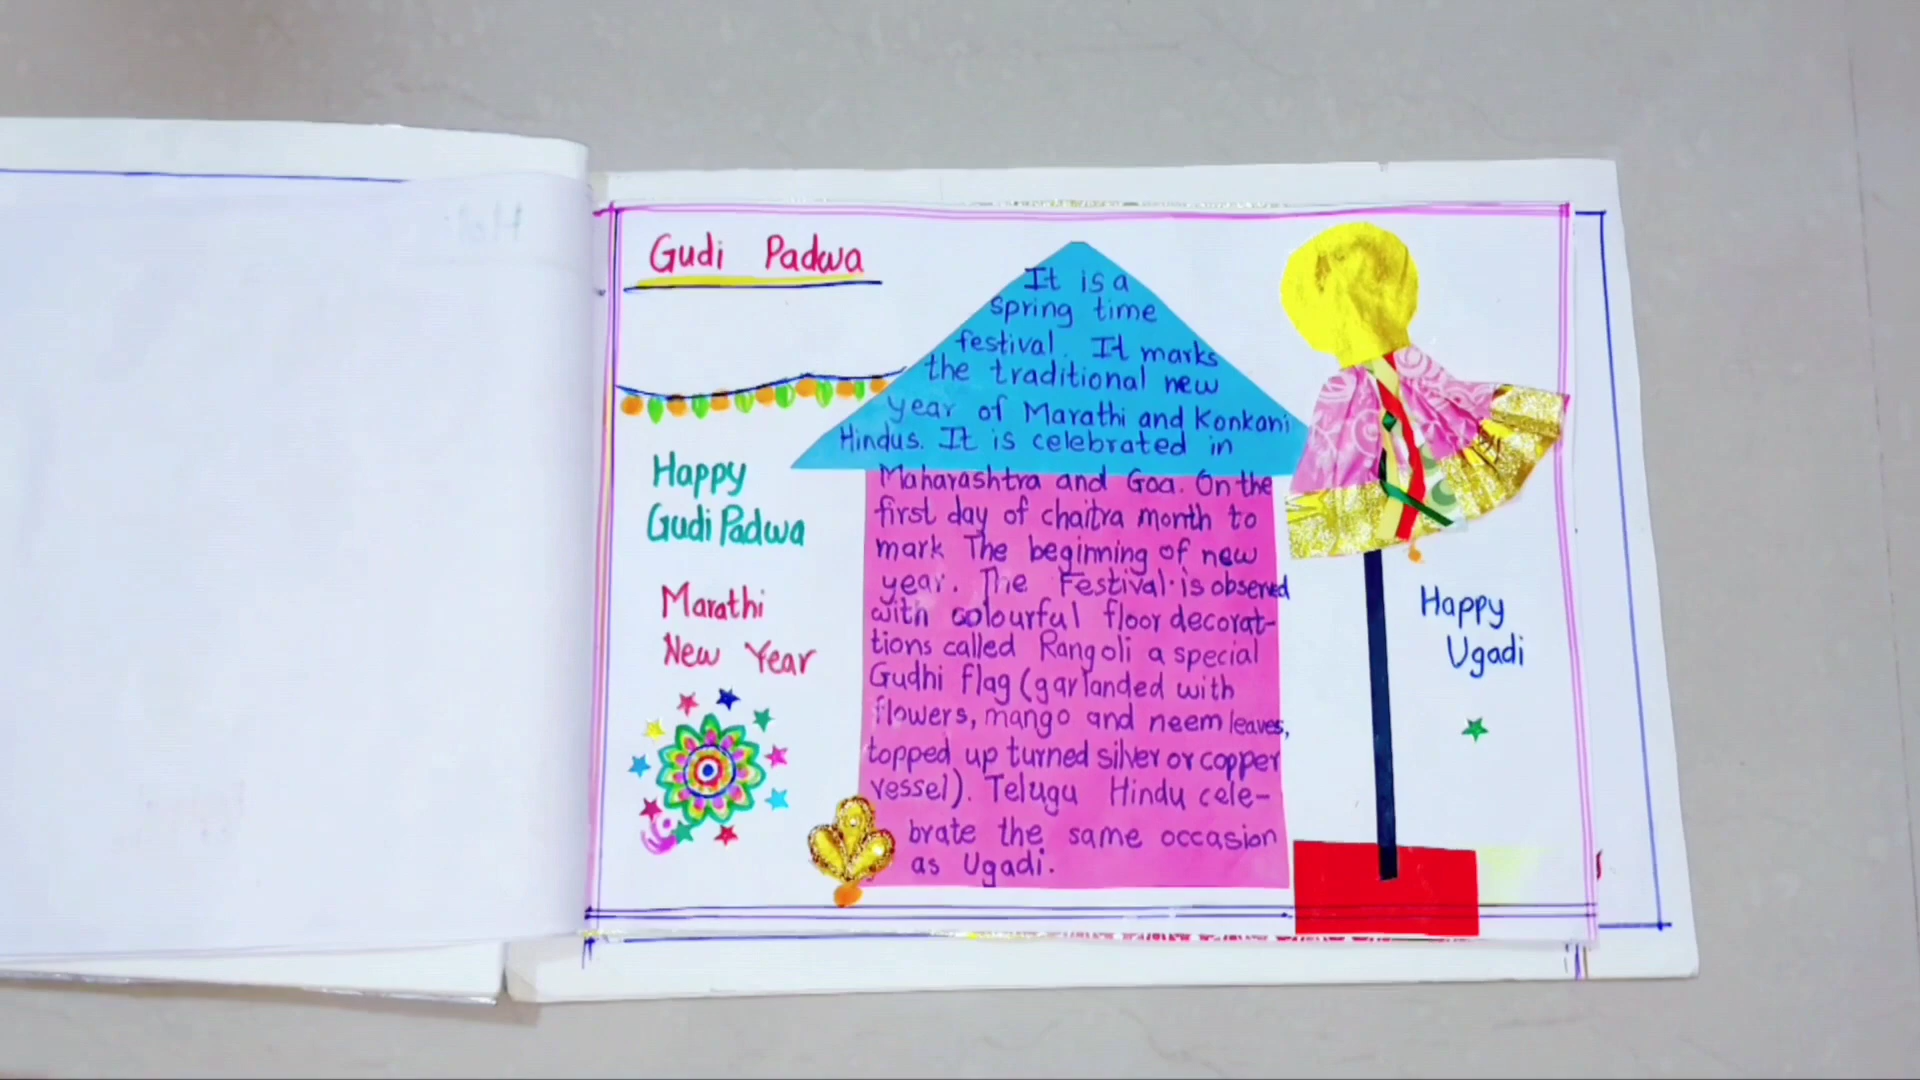 Gudi Padwa
It is a
spring time
festival. It marks
the traditional new
year of Marathi and Konkani
Hindus. It is celebrated in
Maharashtra and Goa. On the
first day of chaitra month to
mark The beginning of new
year. The Festival is observed
with colourful floor decorat-
tions called Rangoli a special
Gudhi flag (garlanded with
flowers, mango and neem leaves,
topped up turned silver or copper
vessel). Telugu Hindu cele-
brate the same occasion
as Ugadi.
Happy
Gudi Padwa
Marathi
New Year
Happy
Ugadi